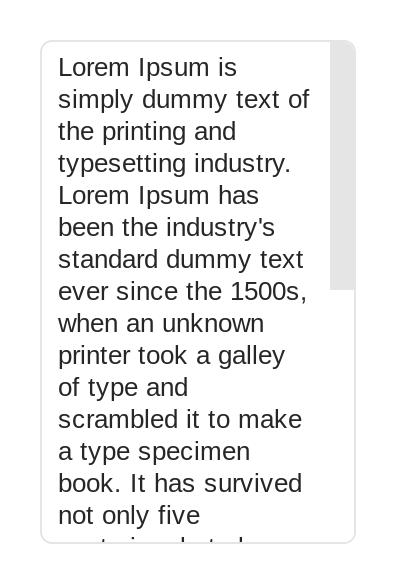 Lorem Ipsum is
simply dummy text of
the printing and
typesetting industry.
Lorem Ipsum has
been the industry's
standard dummy text
ever since the 1500s,
when an unknown
printer took a galley
of type and
scrambled it to make
a type specimen
book. It has survived
not only five